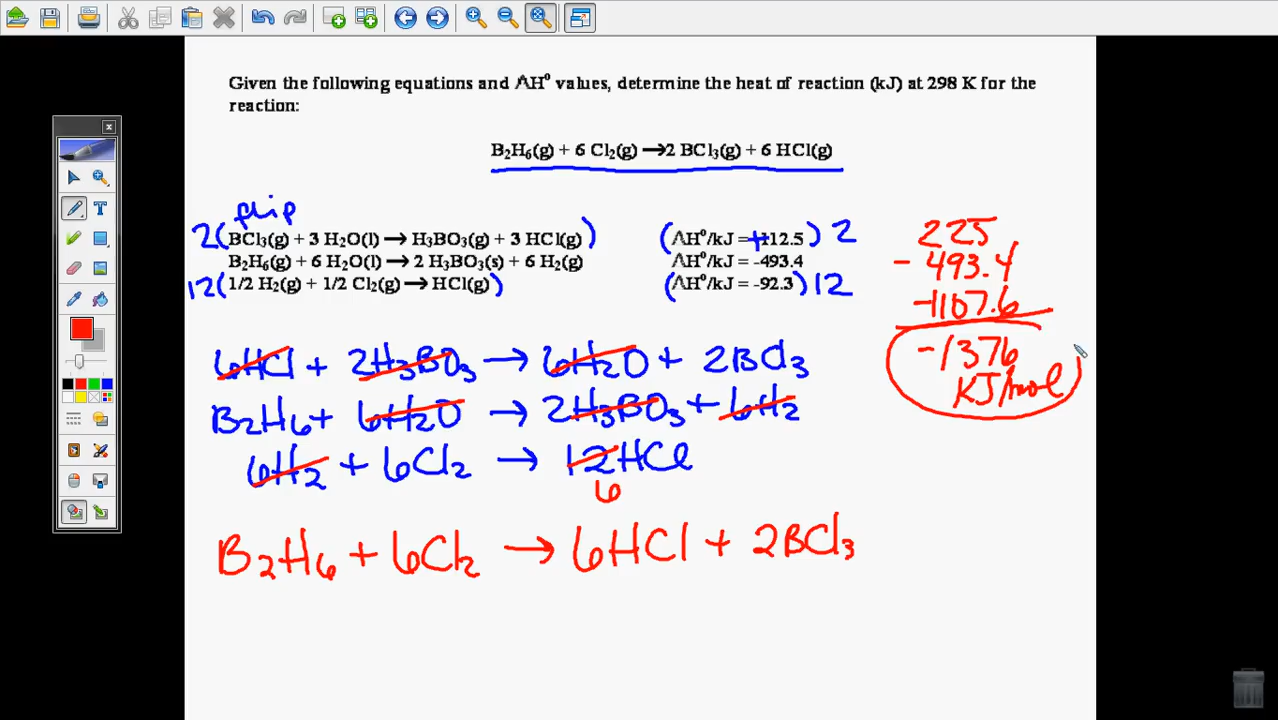 Given the following equations and ΔH° values, determine the heat of reaction (kJ) at 298 K for the
reaction:
B₂H₆(g) + 6 Cl₂(g) →2 BCl₃(g) + 6 HCl(g)
flip
2( BCl₃(g) + 3 H₂O(l) → H₃BO₃(g) + 3 HCl(g) ) ( ΔH°/kJ = +112.5 ) 2
B₂H₆(g) + 6 H₂O(l) → 2 H₃BO₃(s) + 6 H₂(g) ΔH°/kJ = -493.4
12( 1/2 H₂(g) + 1/2 Cl₂(g) → HCl(g) ) ( ΔH°/kJ = -92.3 ) 12
225
- 493.4
-1107.6
-1376
KJ/mol
6HCl + 2H₃BO₃ → 6H₂O + 2BCl₃
B₂H₆ + 6H₂O → 2H₃BO₃ + 6H₂
6H₂ + 6Cl₂ → 12HCl
6
B₂H₆ + 6Cl₂ → 6HCl + 2BCl₃